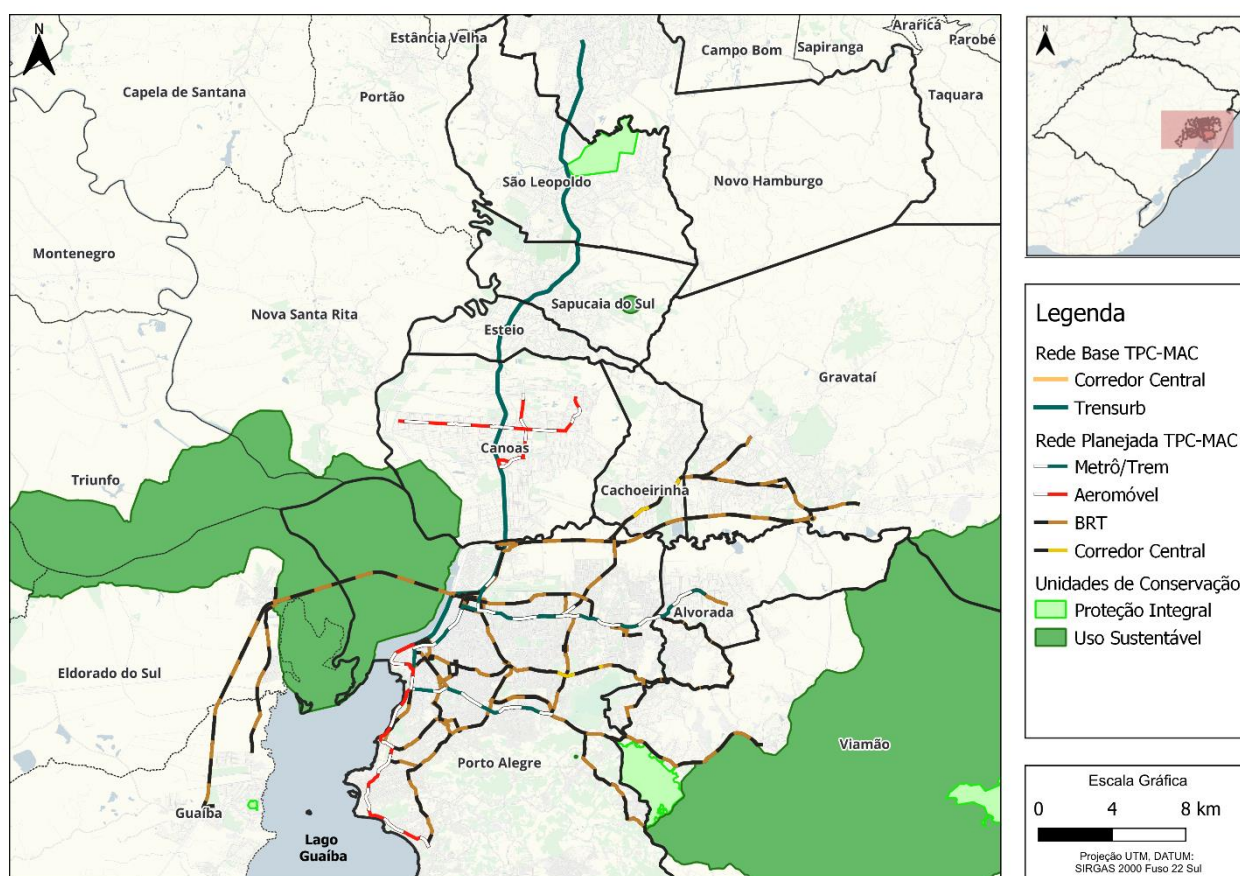 N
Estância Velha
Campo Bom
Sapiranga
Araricá
Parobé
Capela de Santana
Portão
Taquara
São Leopoldo
Novo Hamburgo
Montenegro
Nova Santa Rita
Sapucaia do Sul
Esteio
Gravataí
Canoas
Triunfo
Cachoeirinha
Alvorada
Eldorado do Sul
Viamão
Porto Alegre
Guaíba
Lago
Guaíba
N
Legenda
Rede Base TPC-MAC
Corredor Central
Trensurb
Rede Planejada TPC-MAC
Metrô/Trem
Aeromóvel
BRT
Corredor Central
Unidades de Conservação
Proteção Integral
Uso Sustentável
Escala Gráfica
0 4 8 km
Projeção UTM, DATUM:
SIRGAS 2000 Fuso 22 Sul